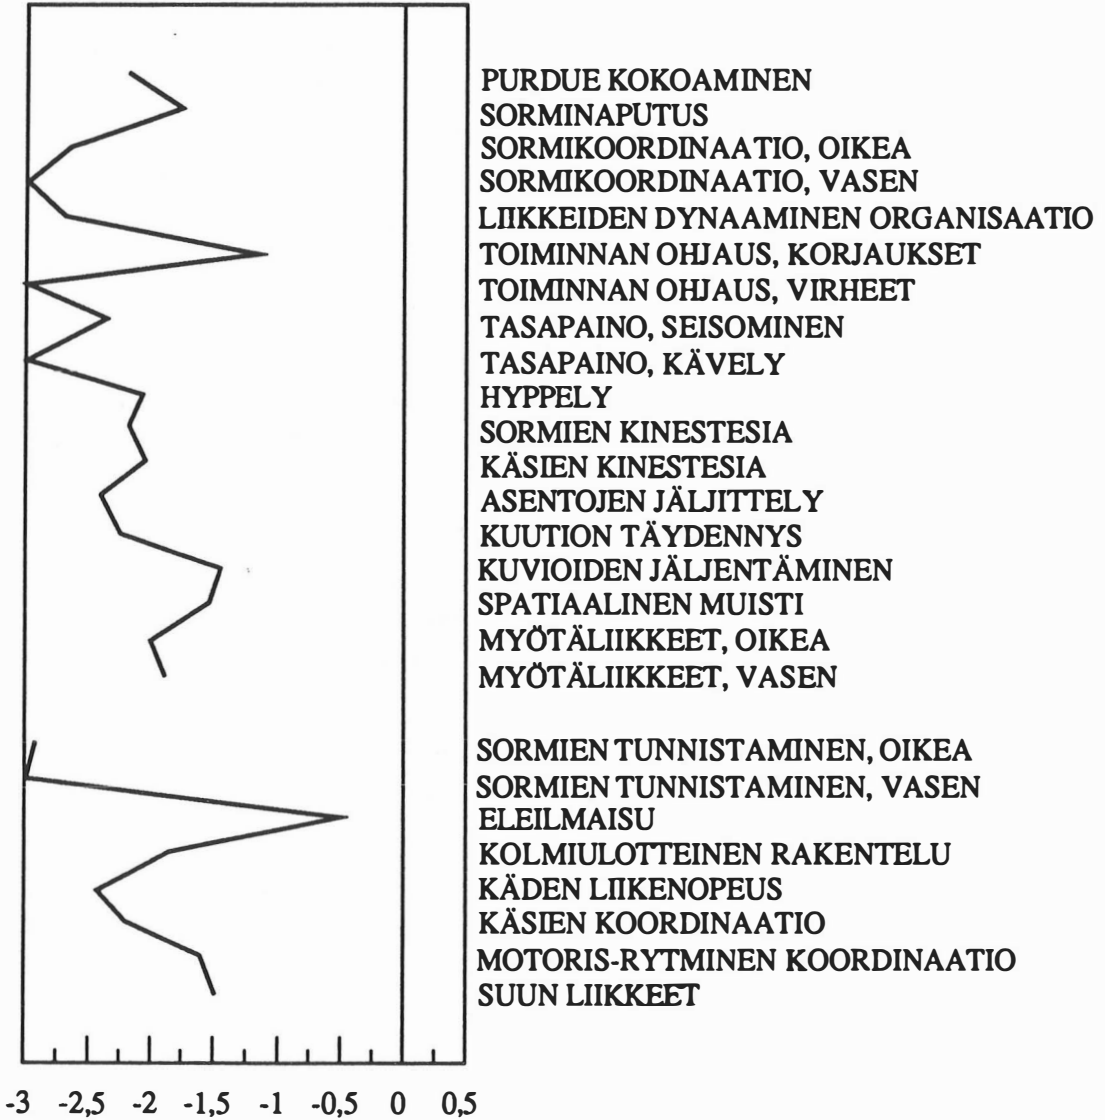 PURDUE KOKOAMINEN
SORMINAPUTUS
SORMIKOORDINAATIO, OIKEA
SORMIKOORDINAATIO, VASEN
LIIKKEIDEN DYNAAMINEN ORGANISAATIO
TOIMINNAN OHJAUS, KORJAUKSET
TOIMINNAN OHJAUS, VIRHEET
TASAPAINO, SEISOMINEN
TASAPAINO, KÄVELY
HYPPELY
SORMIEN KINESTESIA
KÄSIEN KINESTESIA
ASENTOJEN JÄLJITTELY
KUUTION TÄYDENNYS
KUVIOIDEN JÄLJENTÄMINEN
SPATIAALINEN MUISTI
MYÖTÄLIIKKEET, OIKEA
MYÖTÄLIIKKEET, VASEN
SORMIEN TUNNISTAMINEN, OIKEA
SORMIEN TUNNISTAMINEN, VASEN
ELEILMAISU
KOLMIULOTTEINEN RAKENTELU
KÄDEN LIIKENOPEUS
KÄSIEN KOORDINAATIO
MOTORIS-RYTMINEN KOORDINAATIO
SUUN LIIKKEET
-3 -2,5 -2 -1,5 -1 -0,5 0 0,5